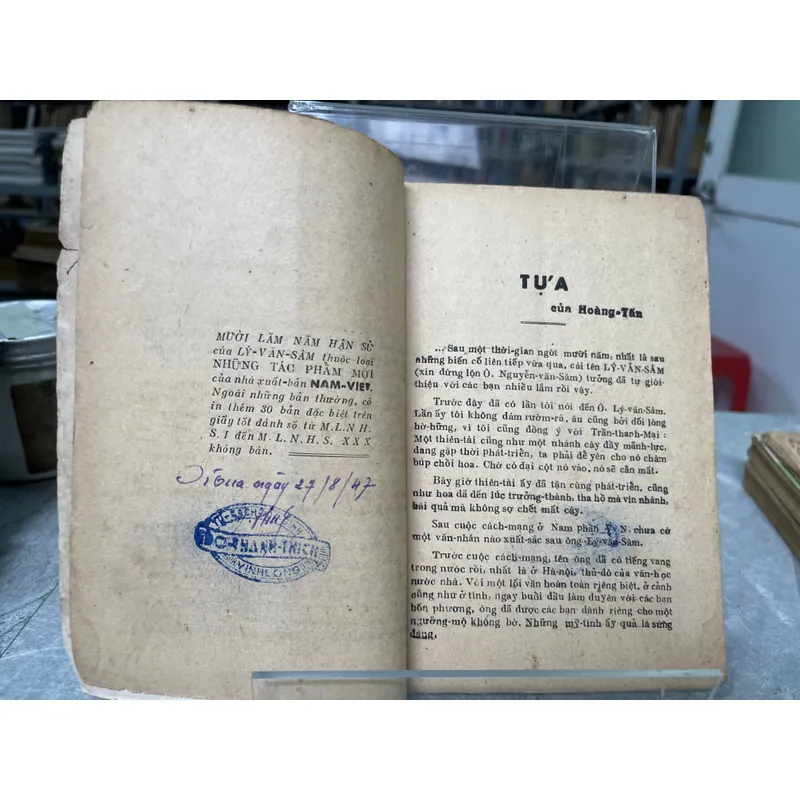 MƯỜI LĂM NĂM HẬN SỬ
của LÝ-VĂN-SÂM thuộc loại
NHỮNG TÁC PHẨM MỚI
của nhà xuất-bản NAM-VIỆT.
Ngoài những bản thường, có
in thêm 30 bản đặc biệt trên
giấy tốt đánh số từ M.L.N H.
S. I đến M. L. N. H. S. XXX
không bán.
mua ngày 27/8/47
TỦ-SÁCH
KHÁNH-THÍCH
VINHLONG
TỰA
của Hoàng-Tấn
...Sau một thời-gian ngót mười năm, nhất là sau
những biến cố liên tiếp vừa qua, cái tên LÝ-VĂN-SÂM
(xin đừng lộn Ô. Nguyễn-văn-Sâm) tưởng đã tự giới-
thiệu với các bạn nhiều lắm rồi vậy.
Trước đây đã có lần tôi nói đến Ô. Lý-văn-Sâm.
Lần ấy tôi không dám rườm-rà, âu cũng bởi đối lòng
hờ-hững, vì tôi cũng đồng ý với Trần-thanh-Mại :
Một thiên-tài cũng như một nhánh cây đầy mãnh-lực,
đang gặp thời phát-triển, ta phải để yên cho nó châm
búp chồi hoa. Chớ có đại cột nó vào, nó sẽ cằn mất.
Bây giờ thiên-tài ấy đã tận cùng phát-triển, cũng
như hoa đã đến lúc trưởng-thành, tha hồ mà vin nhành,
bái quả mà không sợ chết mất cây.
Sau cuộc cách-mạng ở Nam phần V.N. chưa có
một văn-nhân nào xuất-sắc sau ông Lý-văn-Sâm.
Trước cuộc cách-mạng, tên ông đã có tiếng vang
trong nước rồi, nhất là ở Hà-nội, thủ-đô của văn-học
nước nhà. Với một lối văn hoàn toàn riêng biệt, ở cảnh
cũng như ở tình, ngay buổi đầu làm duyên với các bạn
bốn phương, ông đã được các bạn dành riêng cho một
ngưỡng-mộ không bờ. Những mỹ-tình ấy quả là xứng
đáng,